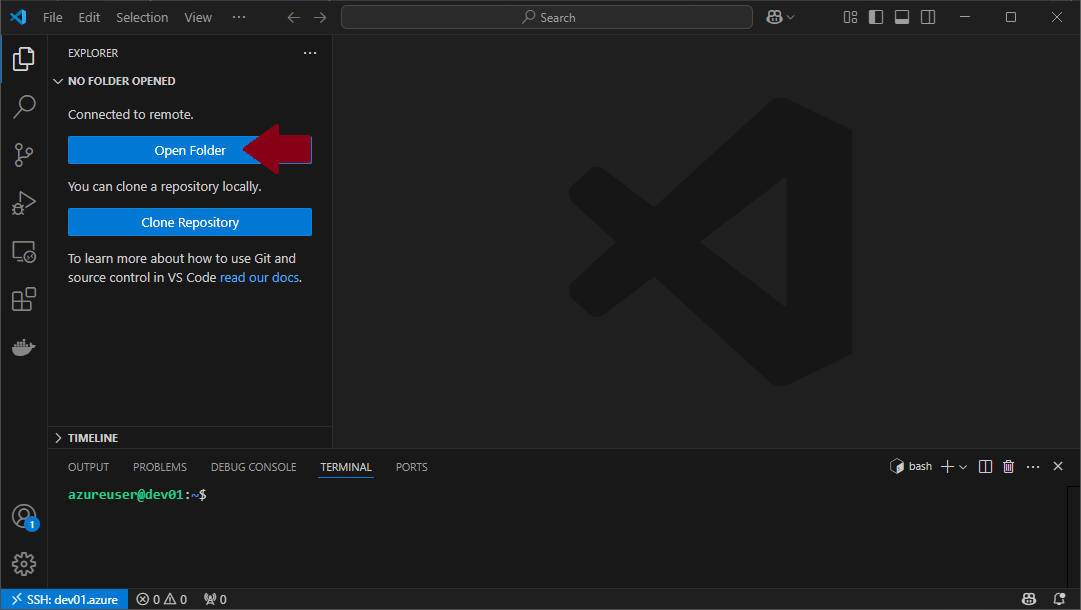 File Edit Selection View ··· Search
EXPLORER ···
NO FOLDER OPENED
Connected to remote.
Open Folder
You can clone a repository locally.
Clone Repository
To learn more about how to use Git and
source control in VS Code read our docs.
TIMELINE
OUTPUT PROBLEMS DEBUG CONSOLE TERMINAL PORTS bash ···
azureuser@dev01:~$
1
SSH: dev01.azure 0 0 0